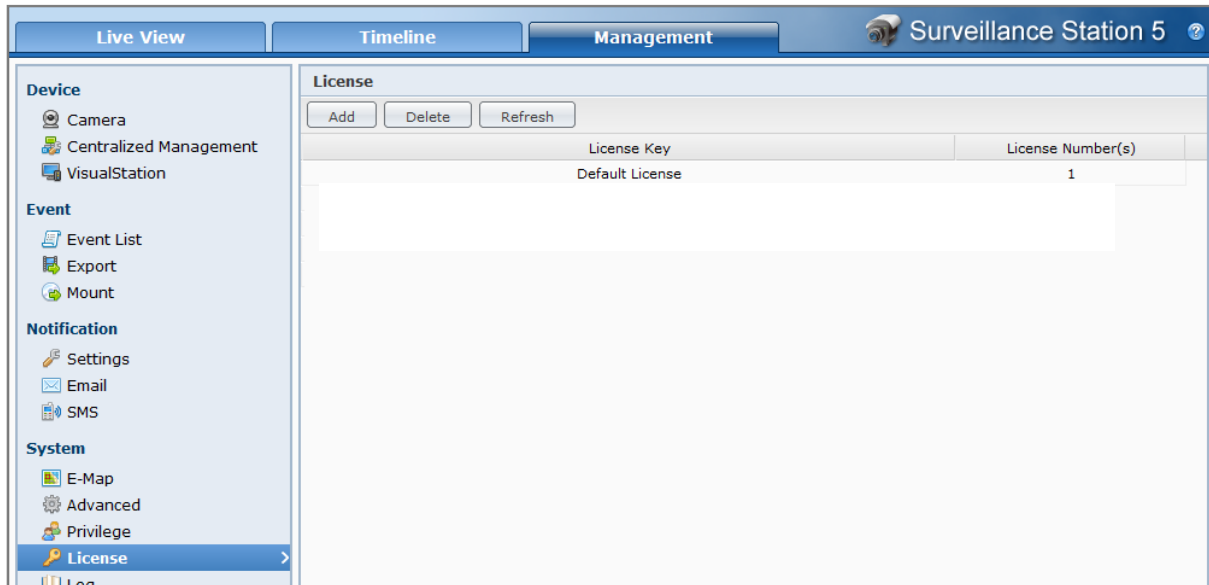 Live View
Timeline
Management
Surveillance Station 5
?
Device
Camera
Centralized Management
VisualStation
Event
Event List
Export
Mount
Notification
Settings
Email
SMS
System
E-Map
Advanced
Privilege
License
Log
License
Add Delete Refresh
License Key License Number(s)
Default License 1